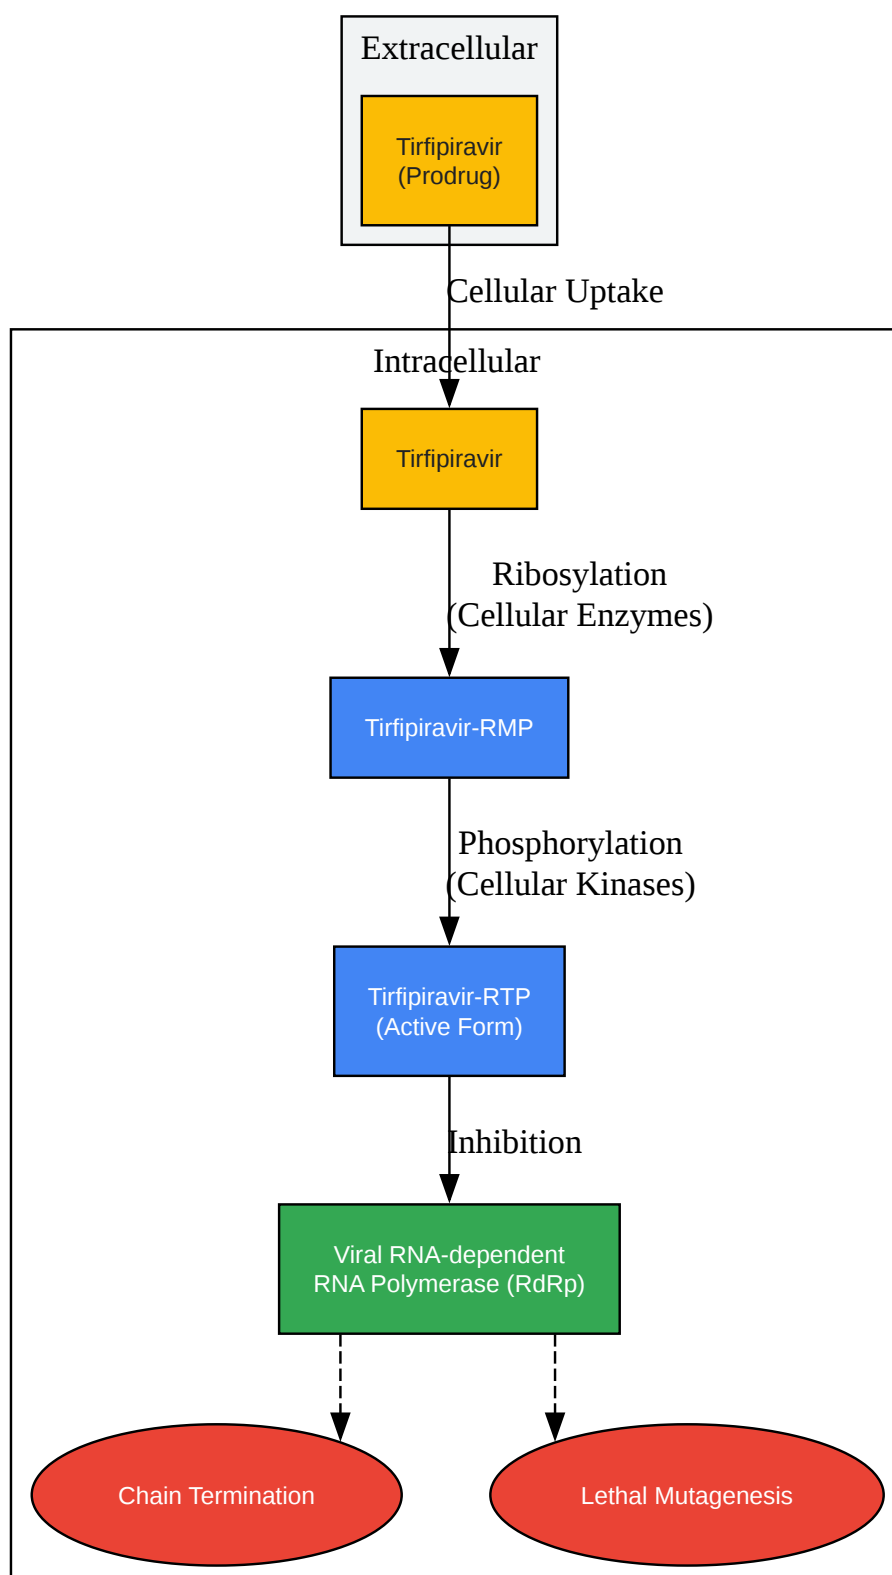 Extracellular
Tirfipiravir
(Prodrug)
Cellular Uptake
Intracellular
Tirfipiravir
Ribosylation
(Cellular Enzymes)
Tirfipiravir-RMP
Phosphorylation
(Cellular Kinases)
Tirfipiravir-RTP
(Active Form)
Inhibition
Viral RNA-dependent
RNA Polymerase (RdRp)
Chain Termination
Lethal Mutagenesis